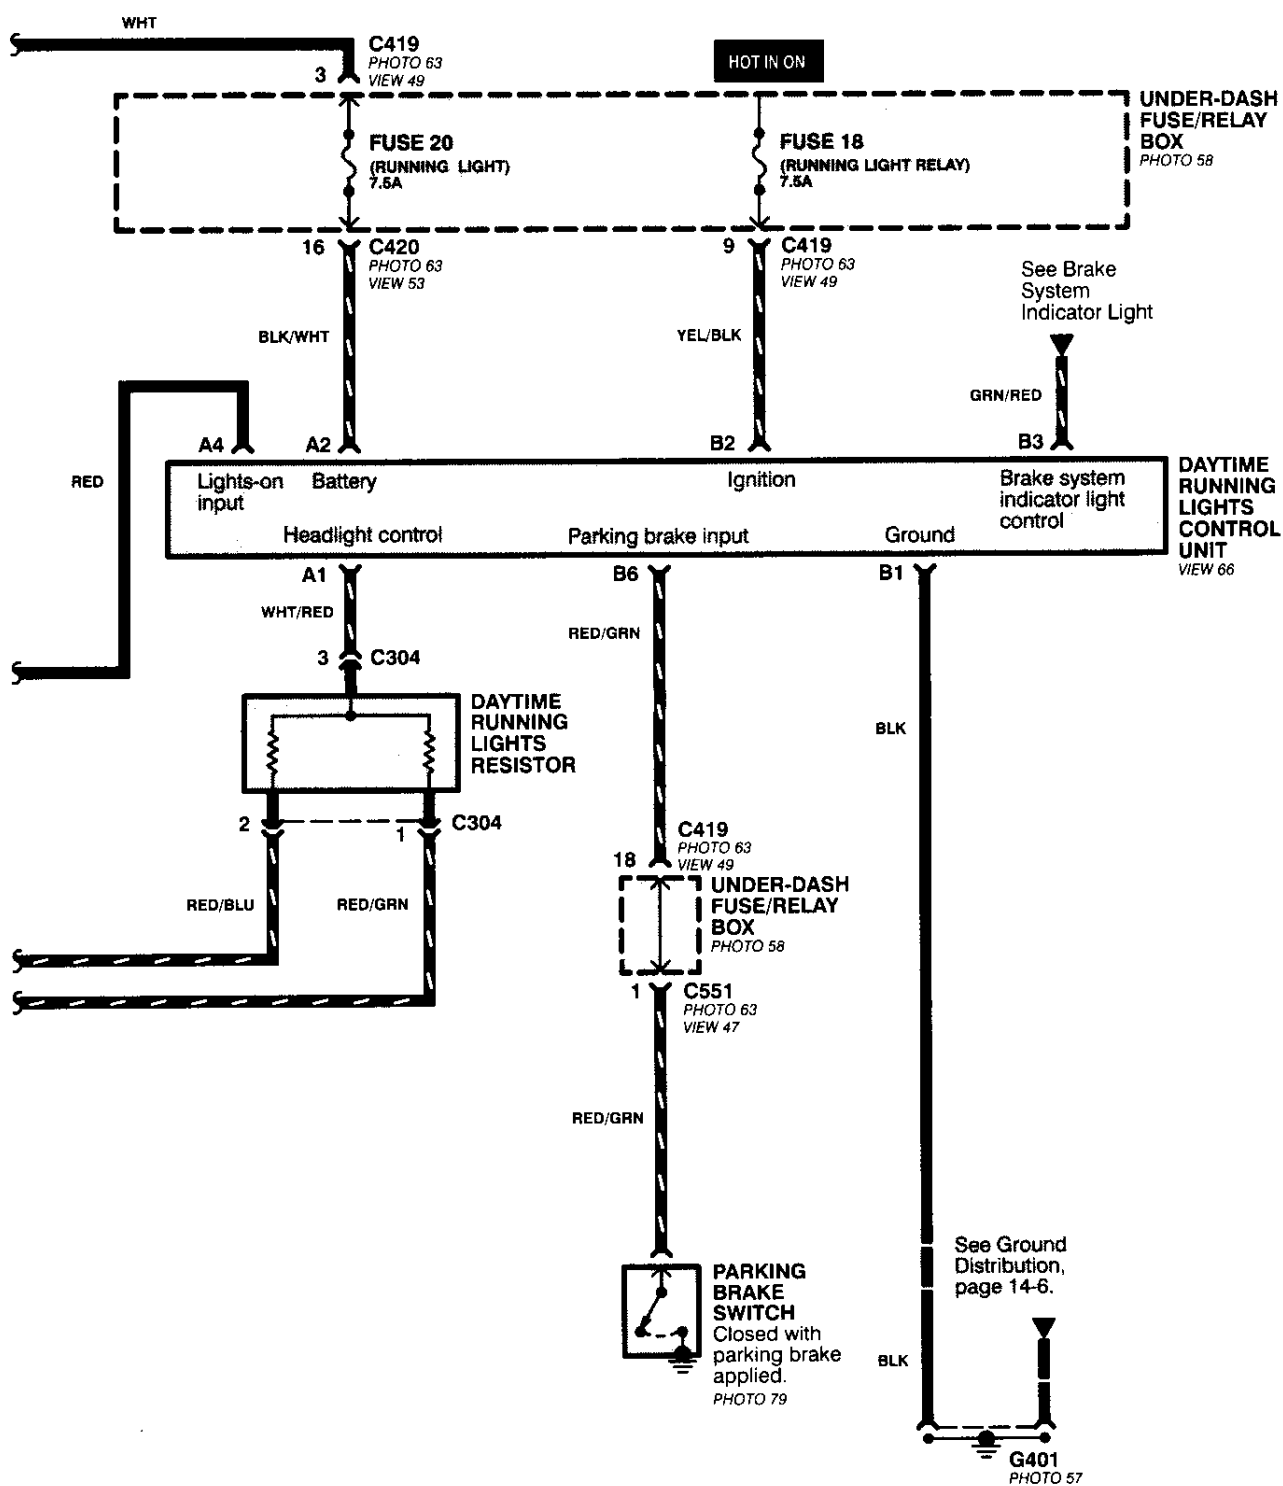 WHT
C419
PHOTO 63
3
VIEW 49
HOT IN ON
UNDER-DASH
FUSE/RELAY
BOX
PHOTO 58
FUSE 20
(RUNNING LIGHT)
7.5A
FUSE 18
(RUNNING LIGHT RELAY)
7.5A
16
C420
PHOTO 63
VIEW 53
9
C419
PHOTO 63
VIEW 49
See Brake
System
Indicator Light
BLK/WHT
YEL/BLK
GRN/RED
A4
A2
B2
B3
RED
Lights-on
input
Battery
Ignition
Brake system
indicator light
control
Headlight control
Parking brake input
Ground
DAYTIME
RUNNING
LIGHTS
CONTROL
UNIT
VIEW 66
A1
B6
B1
WHT/RED
RED/GRN
3
C304
DAYTIME
RUNNING
LIGHTS
RESISTOR
BLK
2
1
C304
C419
PHOTO 63
18
VIEW 49
UNDER-DASH
FUSE/RELAY
BOX
PHOTO 58
RED/BLU
RED/GRN
1
C551
PHOTO 63
VIEW 47
RED/GRN
See Ground
Distribution,
page 14-6.
PARKING
BRAKE
SWITCH
Closed with
parking brake
applied.
PHOTO 79
BLK
G401
PHOTO 57